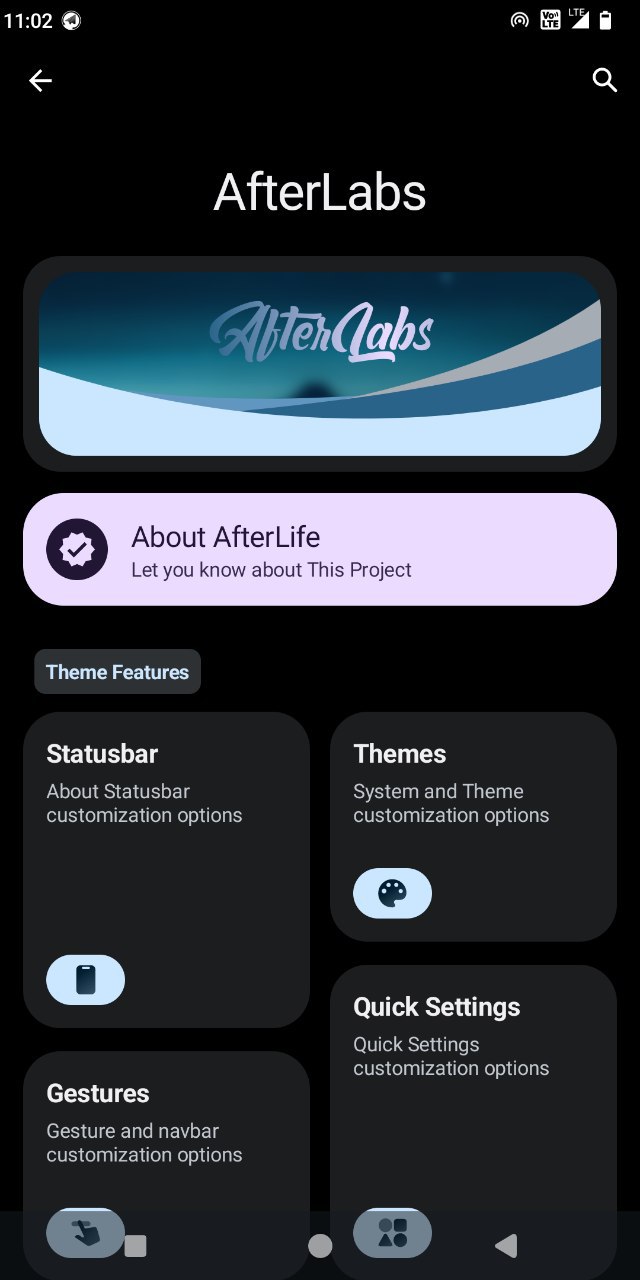 11:02
Vo LTE
LTE
AfterLabs
AfterLabs
About AfterLife
Let you know about This Project
Theme Features
Statusbar
About Statusbar
customization options
Themes
System and Theme
customization options
Quick Settings
Quick Settings
customization options
Gestures
Gesture and navbar
customization options